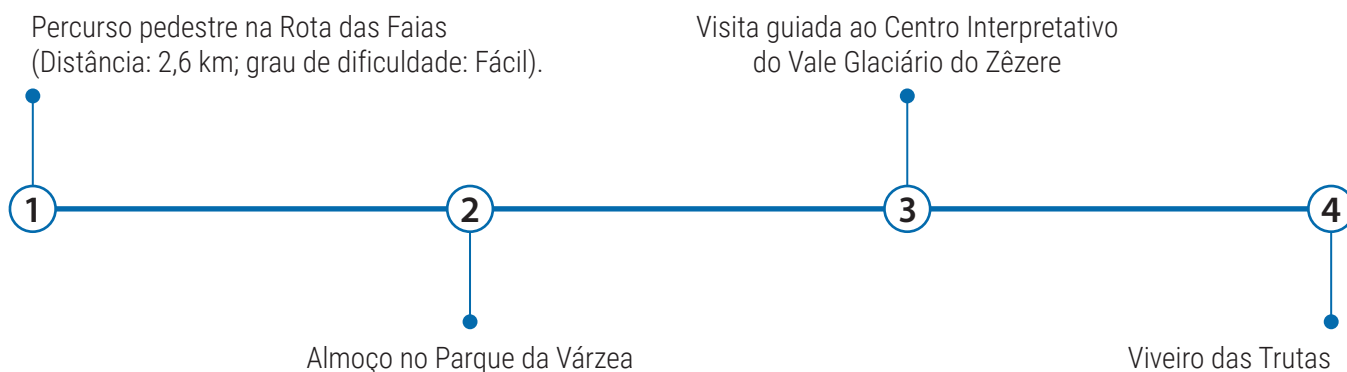 Percurso pedestre na Rota das Faias
(Distância: 2,6 km; grau de dificuldade: Fácil).
Visita guiada ao Centro Interpretativo
do Vale Glaciário do Zêzere
1
2
3
4
Almoço no Parque da Várzea
Viveiro das Trutas